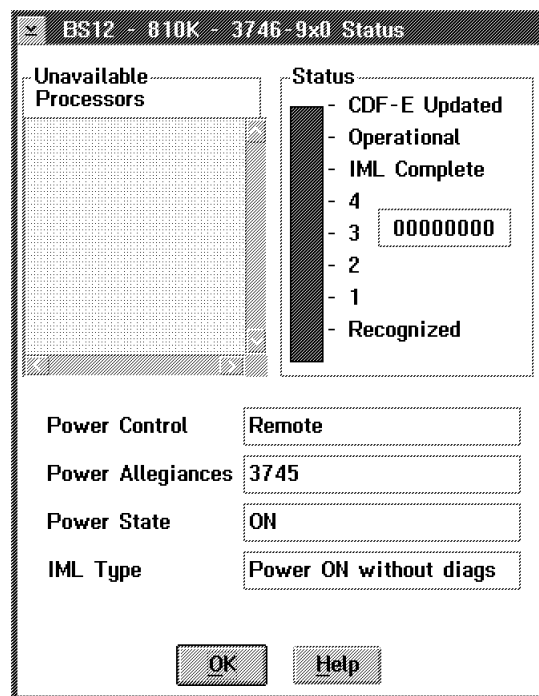 BS12 - 810K - 3746-9x0 Status
Unavailable
Processors
Status
- CDF-E Updated
- Operational
- IML Complete
- 4
- 3
00000000
- 2
- 1
- Recognized
Power Control Remote
Power Allegiances 3745
Power State ON
IML Type Power ON without diags
OK Help